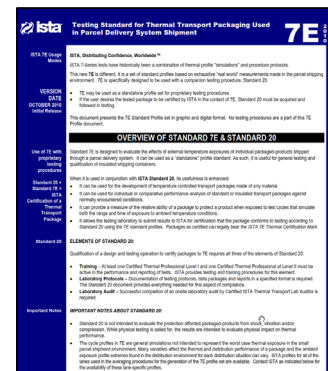 ista
Testing Standard for Thermal Transport Packaging Used
in Parcel Delivery System Shipment
7E
2010
ISTA 7E Usage
Modes
ISTA, Distributing Confidence, Worldwide™
ISTA 7-Series tests have historically been a combination of thermal profile "simulations" and procedure protocols.
This new 7E is different. It is a set of standard profiles based on exhaustive "real world" measurements made in the parcel shipping
environment. 7E is specifically designed to be used with a companion testing procedure, Standard 20.
VERSION
DATE
OCTOBER 2010
Initial Release
• 7E may be used as a standalone profile set for proprietary testing procedures.
• If the user desires the tested package to be certified by ISTA in the context of 7E, Standard 20 must be acquired and
followed in testing.
This document presents the 7E Standard Profile set in graphic and digital format. No testing procedures are a part of this 7E
Profile document.
OVERVIEW OF STANDARD 7E & STANDARD 20
Use of 7E with
proprietary
testing
procedures
Standard 7E is designed to evaluate the effects of external temperature exposures of individual packaged-products shipped
through a parcel delivery system. It can be used as a "standalone" profile standard. As such, it is useful for general testing and
qualification of insulated shipping containers.
Standard 20 +
Standard 7E =
ISTA
Certification of a
Thermal
Transport
Package
When it is used in conjunction with ISTA Standard 20, its usefulness is enhanced:
• It can be used for the development of temperature controlled transport packages made of any material.
• It can be used for individual or comparative performance analysis of standard or insulated transport packages against
normally encountered conditions.
• It can provide a measure of the relative ability of a package to protect a product when exposed to test cycles that simulate
both the range and time of exposure to ambient temperature conditions.
• It allows the testing laboratory to submit results to ISTA for certification that the package conforms to testing according to
Standard 20 using the 7E standard profiles. Packages so certified can legally bear the ISTA 7E Thermal Certification Mark.
Standard 20
ELEMENTS OF STANDARD 20:
Qualification of a design and testing operation to certify packages to 7E requires all three of the elements of Standard 20:
• Training – At least one Certified Thermal Professional Level I and one Certified Thermal Professional at Level II must be
active in the performance and reporting of tests. ISTA provides testing and training procedures for this element.
• Laboratory Protocols – Documentation of testing protocols, data packages and reports in a specified format is required.
The Standard 20 document provides everything needed for this aspect of compliance.
• Laboratory Audit – Successful completion of an onsite laboratory audit by Certified ISTA Thermal Transport Lab Auditor is
required.
Important Notes
IMPORTANT NOTES ABOUT STANDARD 20:
• Standard 20 is not intended to evaluate the protection afforded packaged-products from shock, vibration and/or
compression. While physical testing is called for, the results are intended to evaluate physical impact on thermal
performance.
• The cycle profiles in 7E are general simulations not intended to represent the worst case thermal exposure in the small
parcel shipment environment. Many variables affect the thermal and distribution performance of a package and the ambient
exposure profile extremes found in the distribution environment for each distribution situation can vary. ISTA profiles for all of the
lanes used in the averaging procedures for the generation of the 7E profile set are available. Contact ISTA as indicated below for
the availability of these lane-specific profiles.